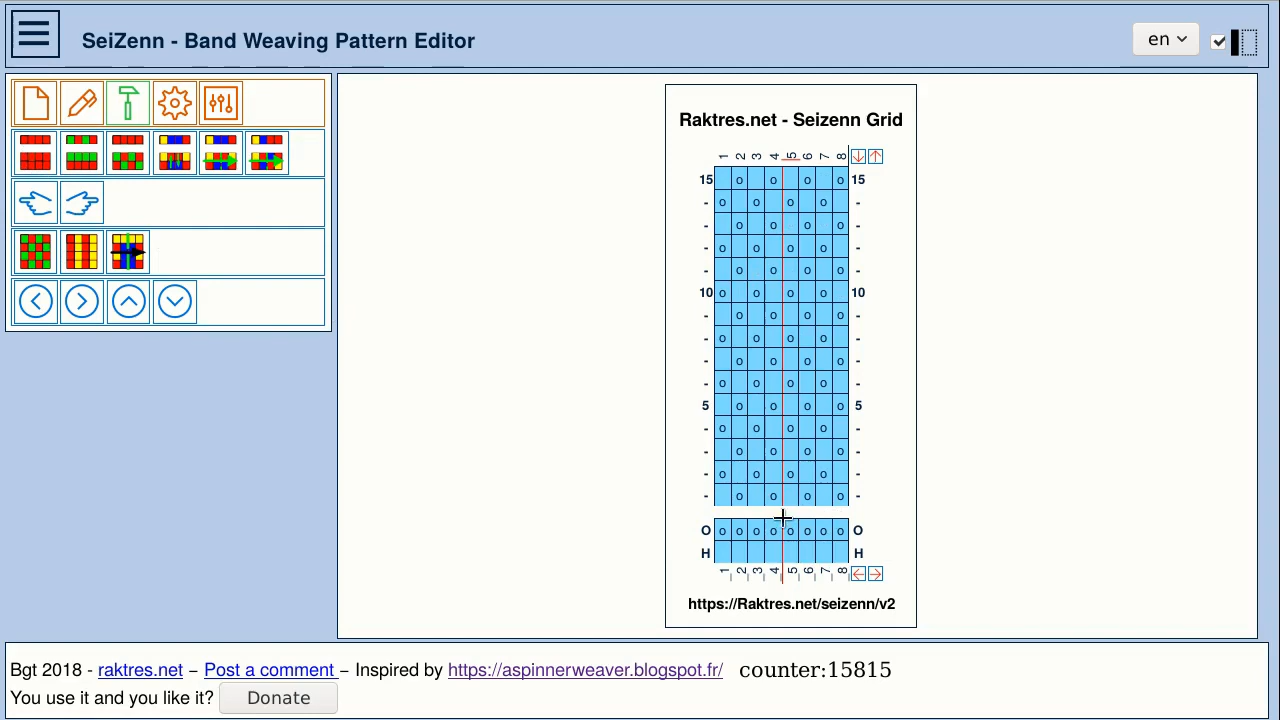 SeiZenn - Band Weaving Pattern Editor
en
Raktres.net - Seizenn Grid
1 2 3 4 5 6 7 8
15 o o o o 15
- o o o o -
- o o o o -
- o o o o -
- o o o o -
10 o o o o 10
- o o o o -
- o o o o -
- o o o o -
- o o o o -
5 o o o o 5
- o o o o -
- o o o o -
- o o o o -
- o o o o -
O o o o o o o o o O
H H
1 2 3 4 5 6 7 8
https://Raktres.net/seizenn/v2
Bgt 2018 - raktres.net – Post a comment – Inspired by https://aspinnerweaver.blogspot.fr/ counter:15815
You use it and you like it? Donate